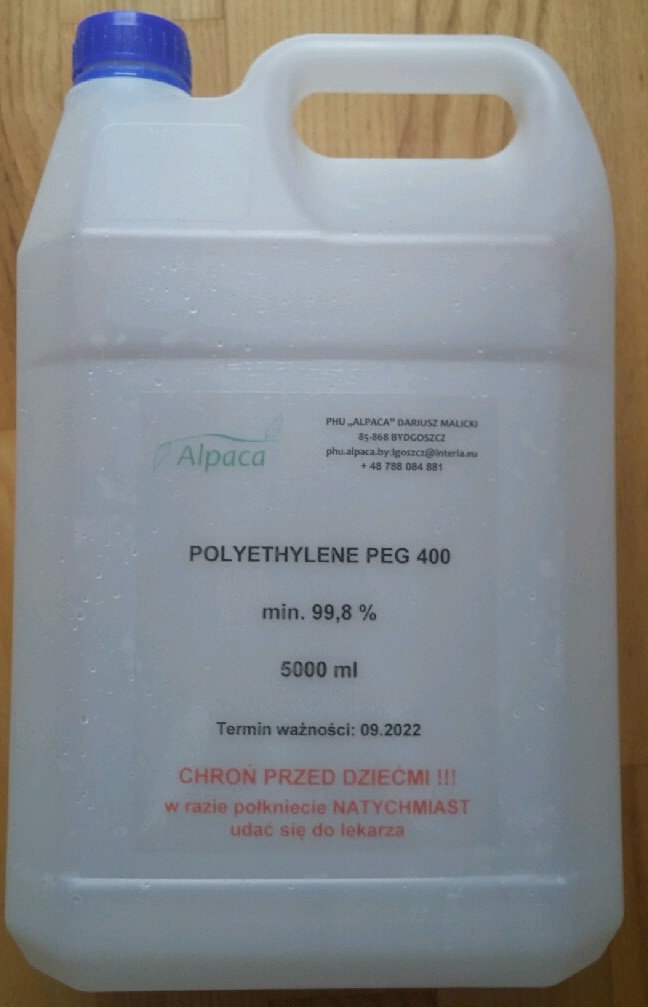 Alpaca
PHU „ALPACA” DARIUSZ MALICKI
85-868 BYDGOSZCZ
phu.alpaca.bydgoszcz@interia.eu
+ 48 788 084 881
POLYETHYLENE PEG 400
min. 99,8 %
5000 ml
Termin ważności: 09.2022
CHROŃ PRZED DZIEĆMI !!!
w razie połkniecie NATYCHMIAST
udać się do lekarza